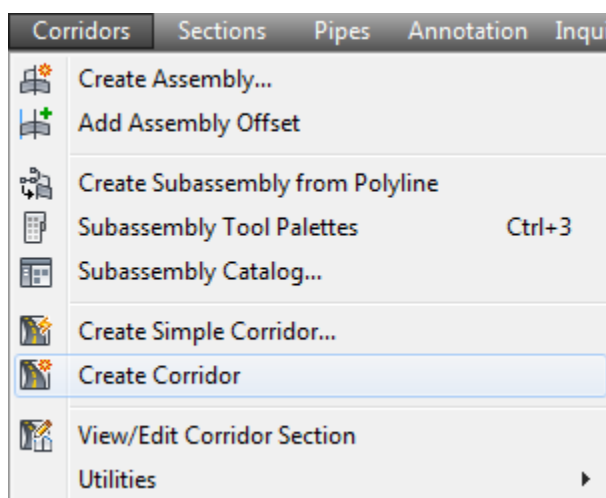 Corridors Sections Pipes Annotation Inqu
Create Assembly...
Add Assembly Offset
Create Subassembly from Polyline
Subassembly Tool Palettes Ctrl+3
Subassembly Catalog...
Create Simple Corridor...
Create Corridor
View/Edit Corridor Section
Utilities